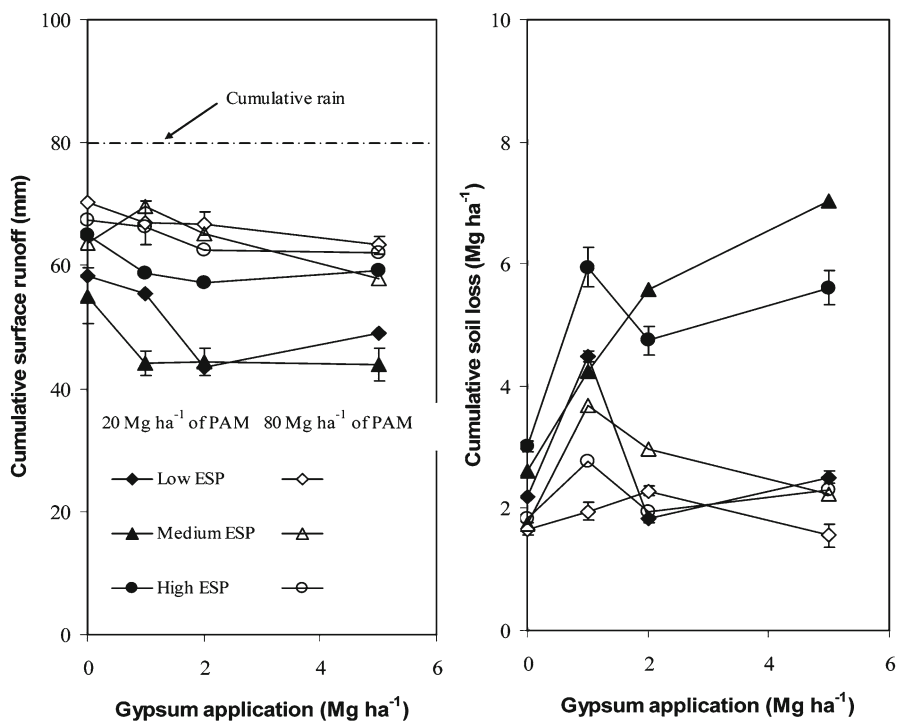 100
80
60
40
20
0
Cumulative surface runoff (mm)
Cumulative rain
20 Mg ha⁻¹ of PAM 80 Mg ha⁻¹ of PAM
Low ESP
Medium ESP
High ESP
0 2 4 6
Gypsum application (Mg ha⁻¹)
10
8
6
4
2
0
Cumulative soil loss (Mg ha⁻¹)
0 2 4 6
Gypsum application (Mg ha⁻¹)